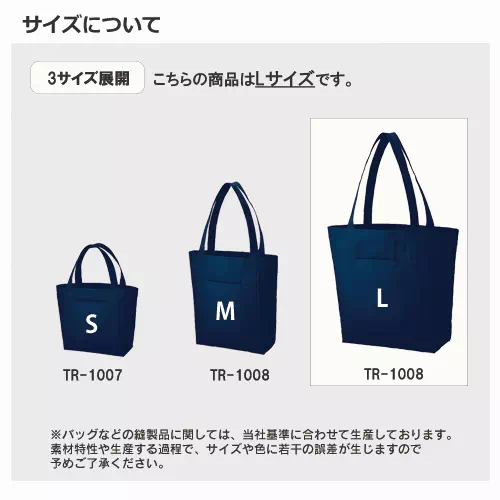 サイズについて
3サイズ展開
こちらの商品はLサイズです。
S
M
L
TR-1007
TR-1008
TR-1008
※バッグなどの縫製品に関しては、当社基準に合わせて生産しております。
素材特性や生産する過程で、サイズや色に若干の誤差が生じますので
予めご了承ください。